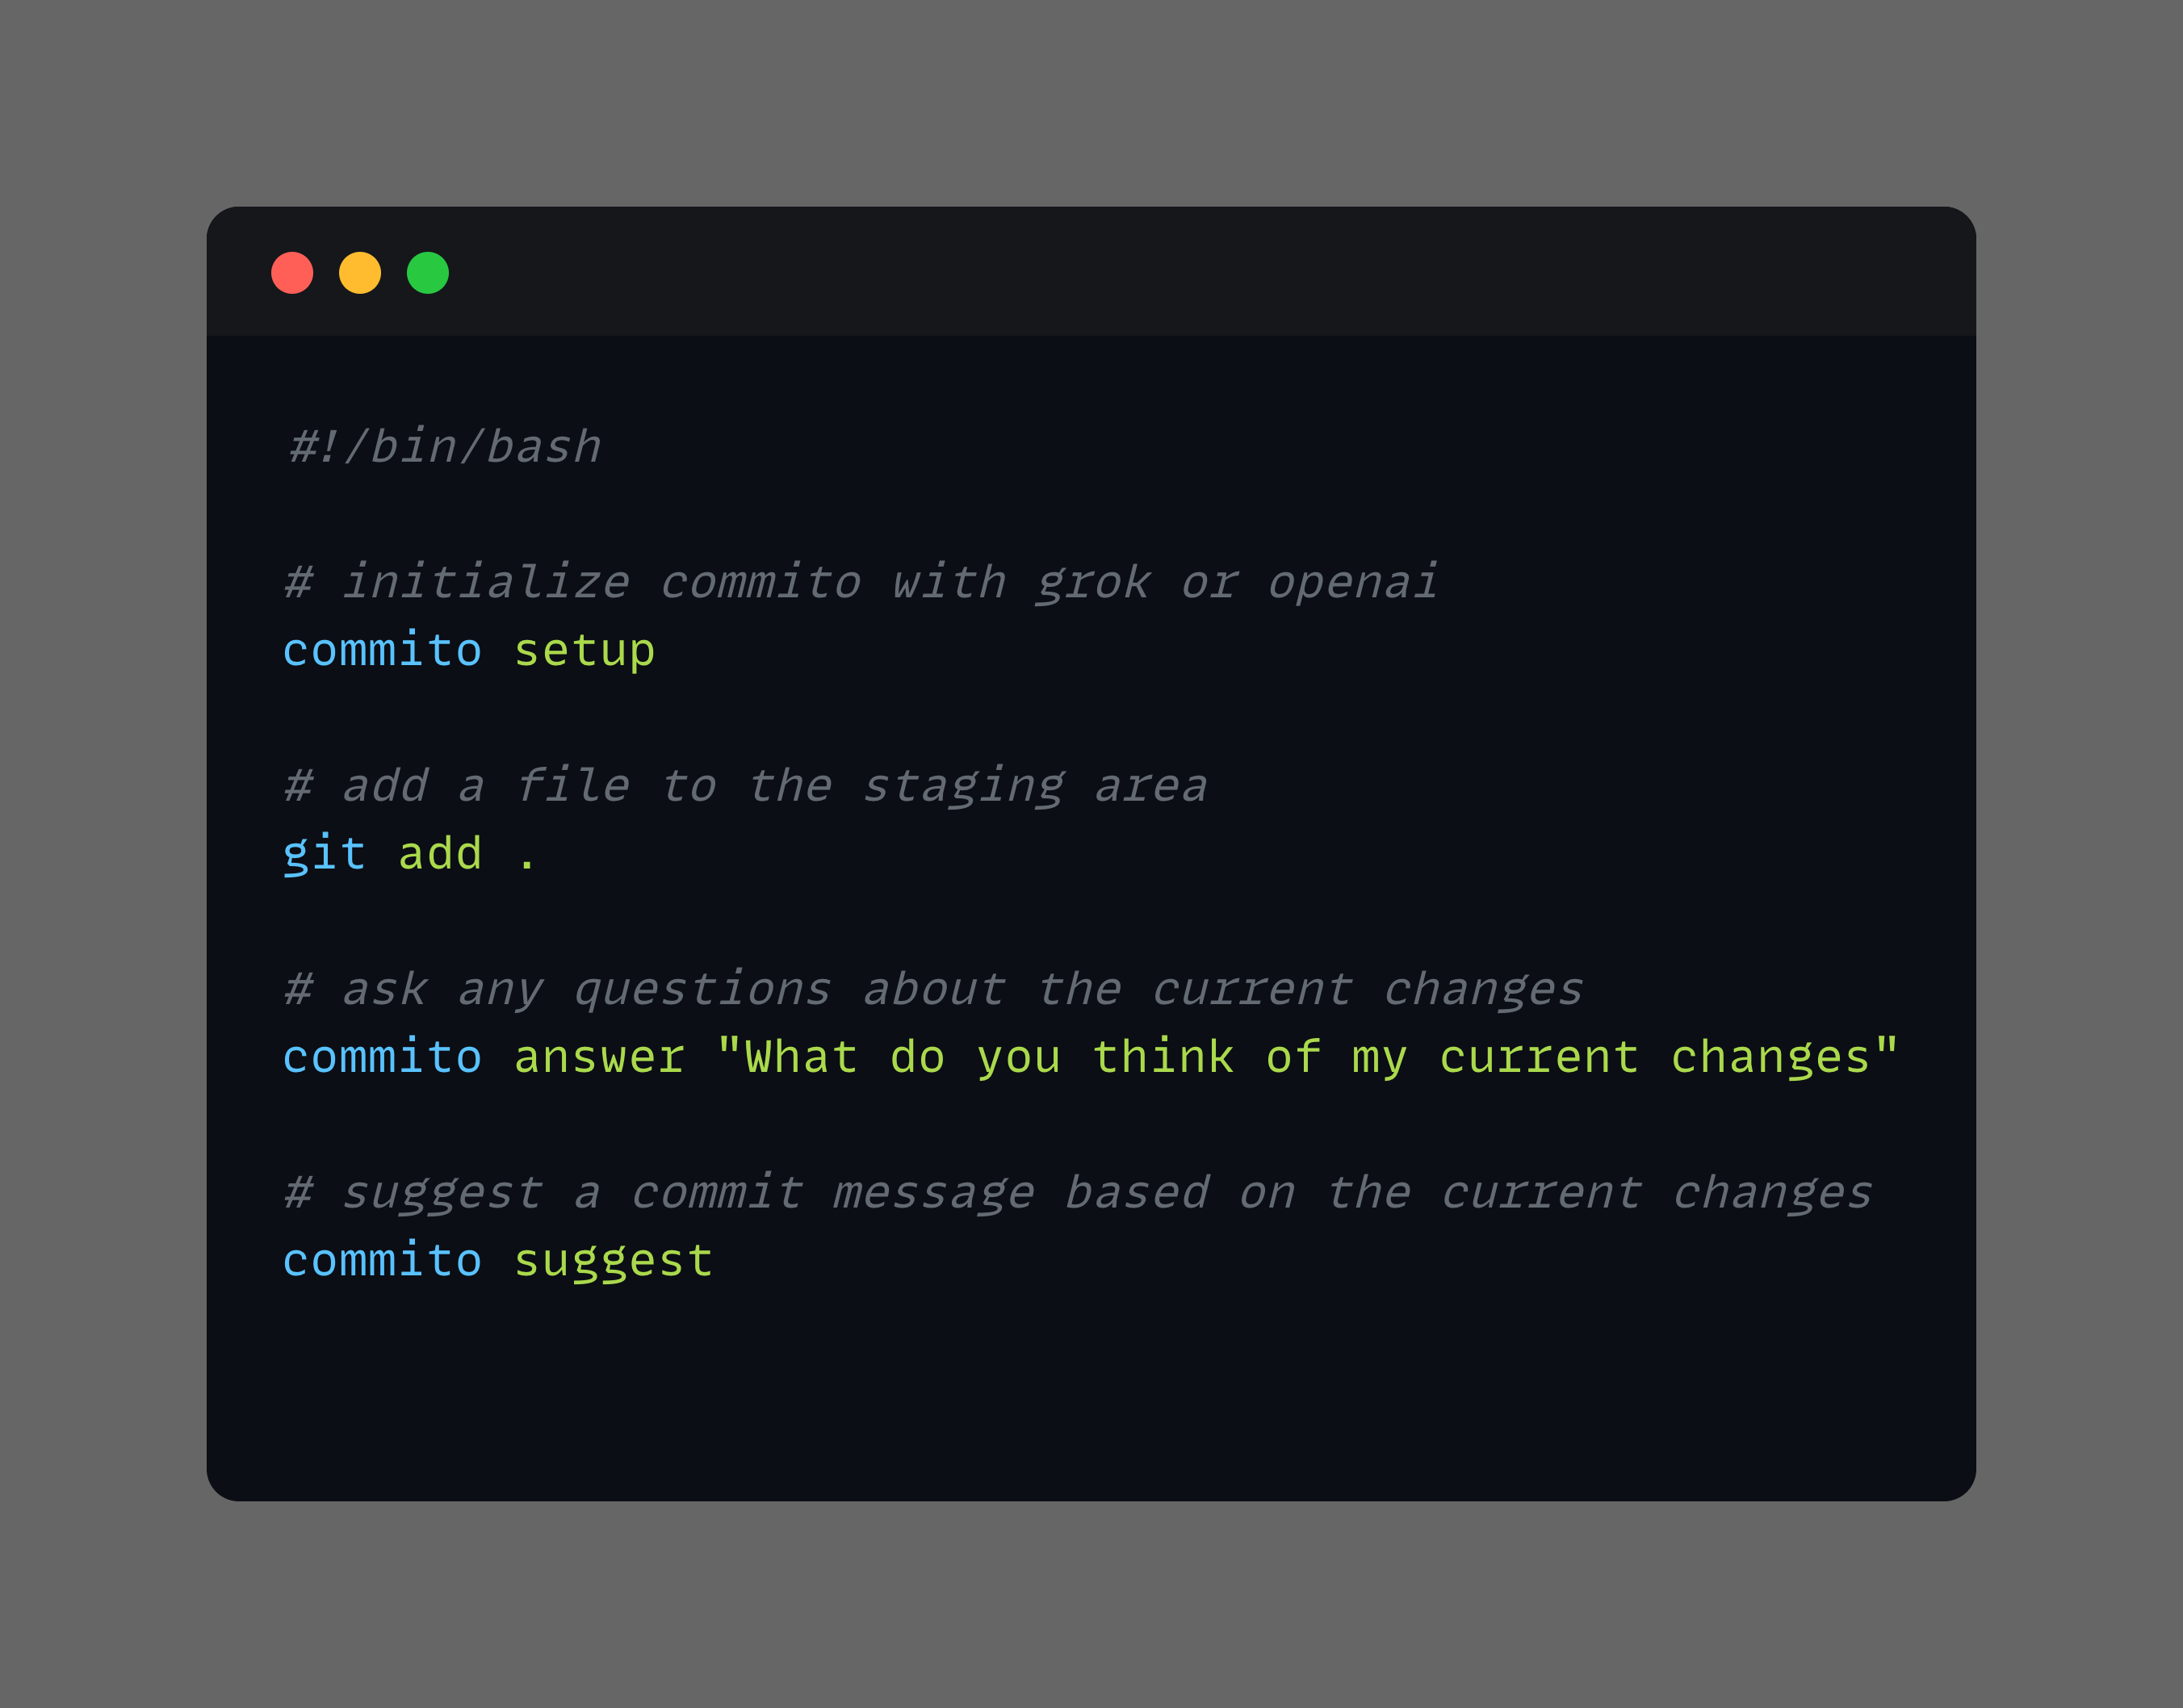 #!/bin/bash
# initialize commito with grok or openai
commito setup
# add a file to the staging area
git add .
# ask any questions about the current changes
commito answer "What do you think of my current changes"
# suggest a commit message based on the current changes
commito suggest